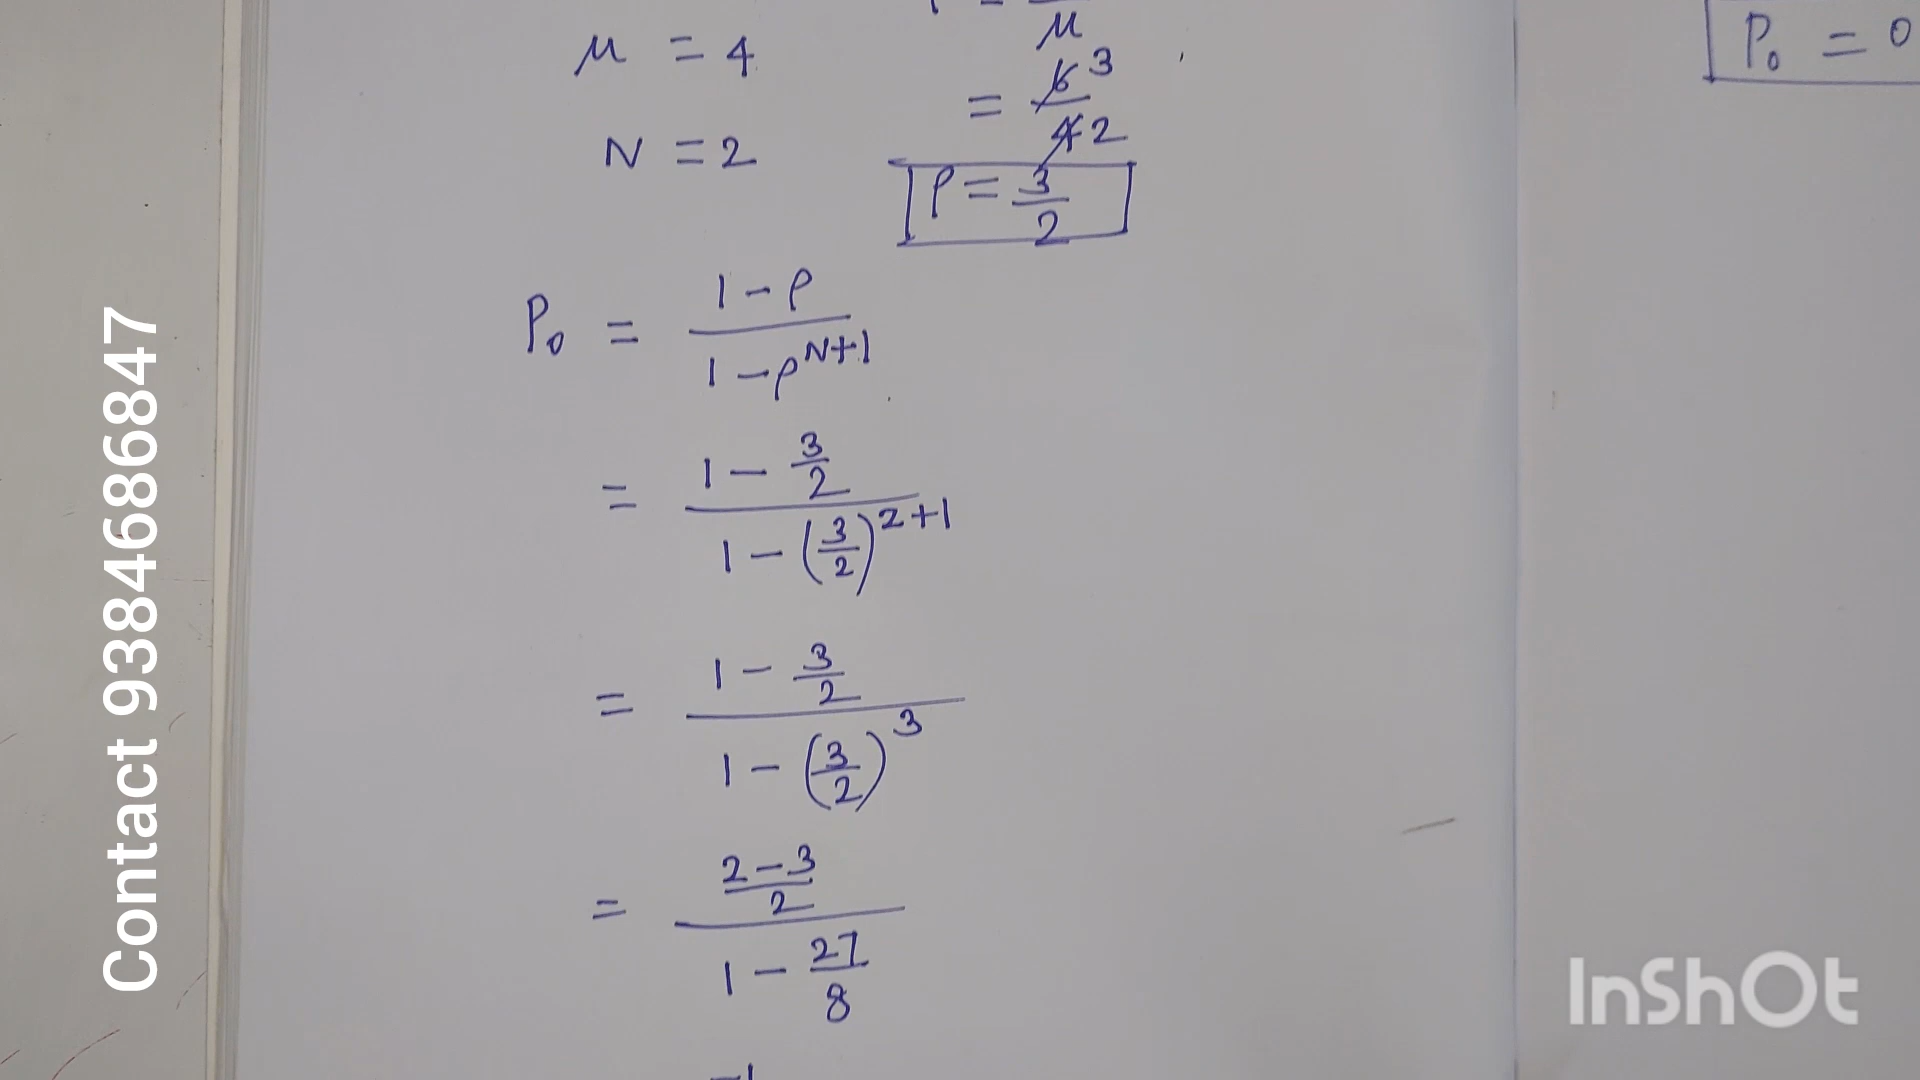 μ = 4
μ
= 6 3
4 2
N = 2
ρ = 3/2
P₀ = (1 - ρ) / (1 - ρ^(N+1))
= (1 - 3/2) / (1 - (3/2)^(2+1))
= (1 - 3/2) / (1 - (3/2)^3)
= ((2 - 3)/2) / (1 - 27/8)
-1
P₀ = 0
Contact 9384686847
InShOt